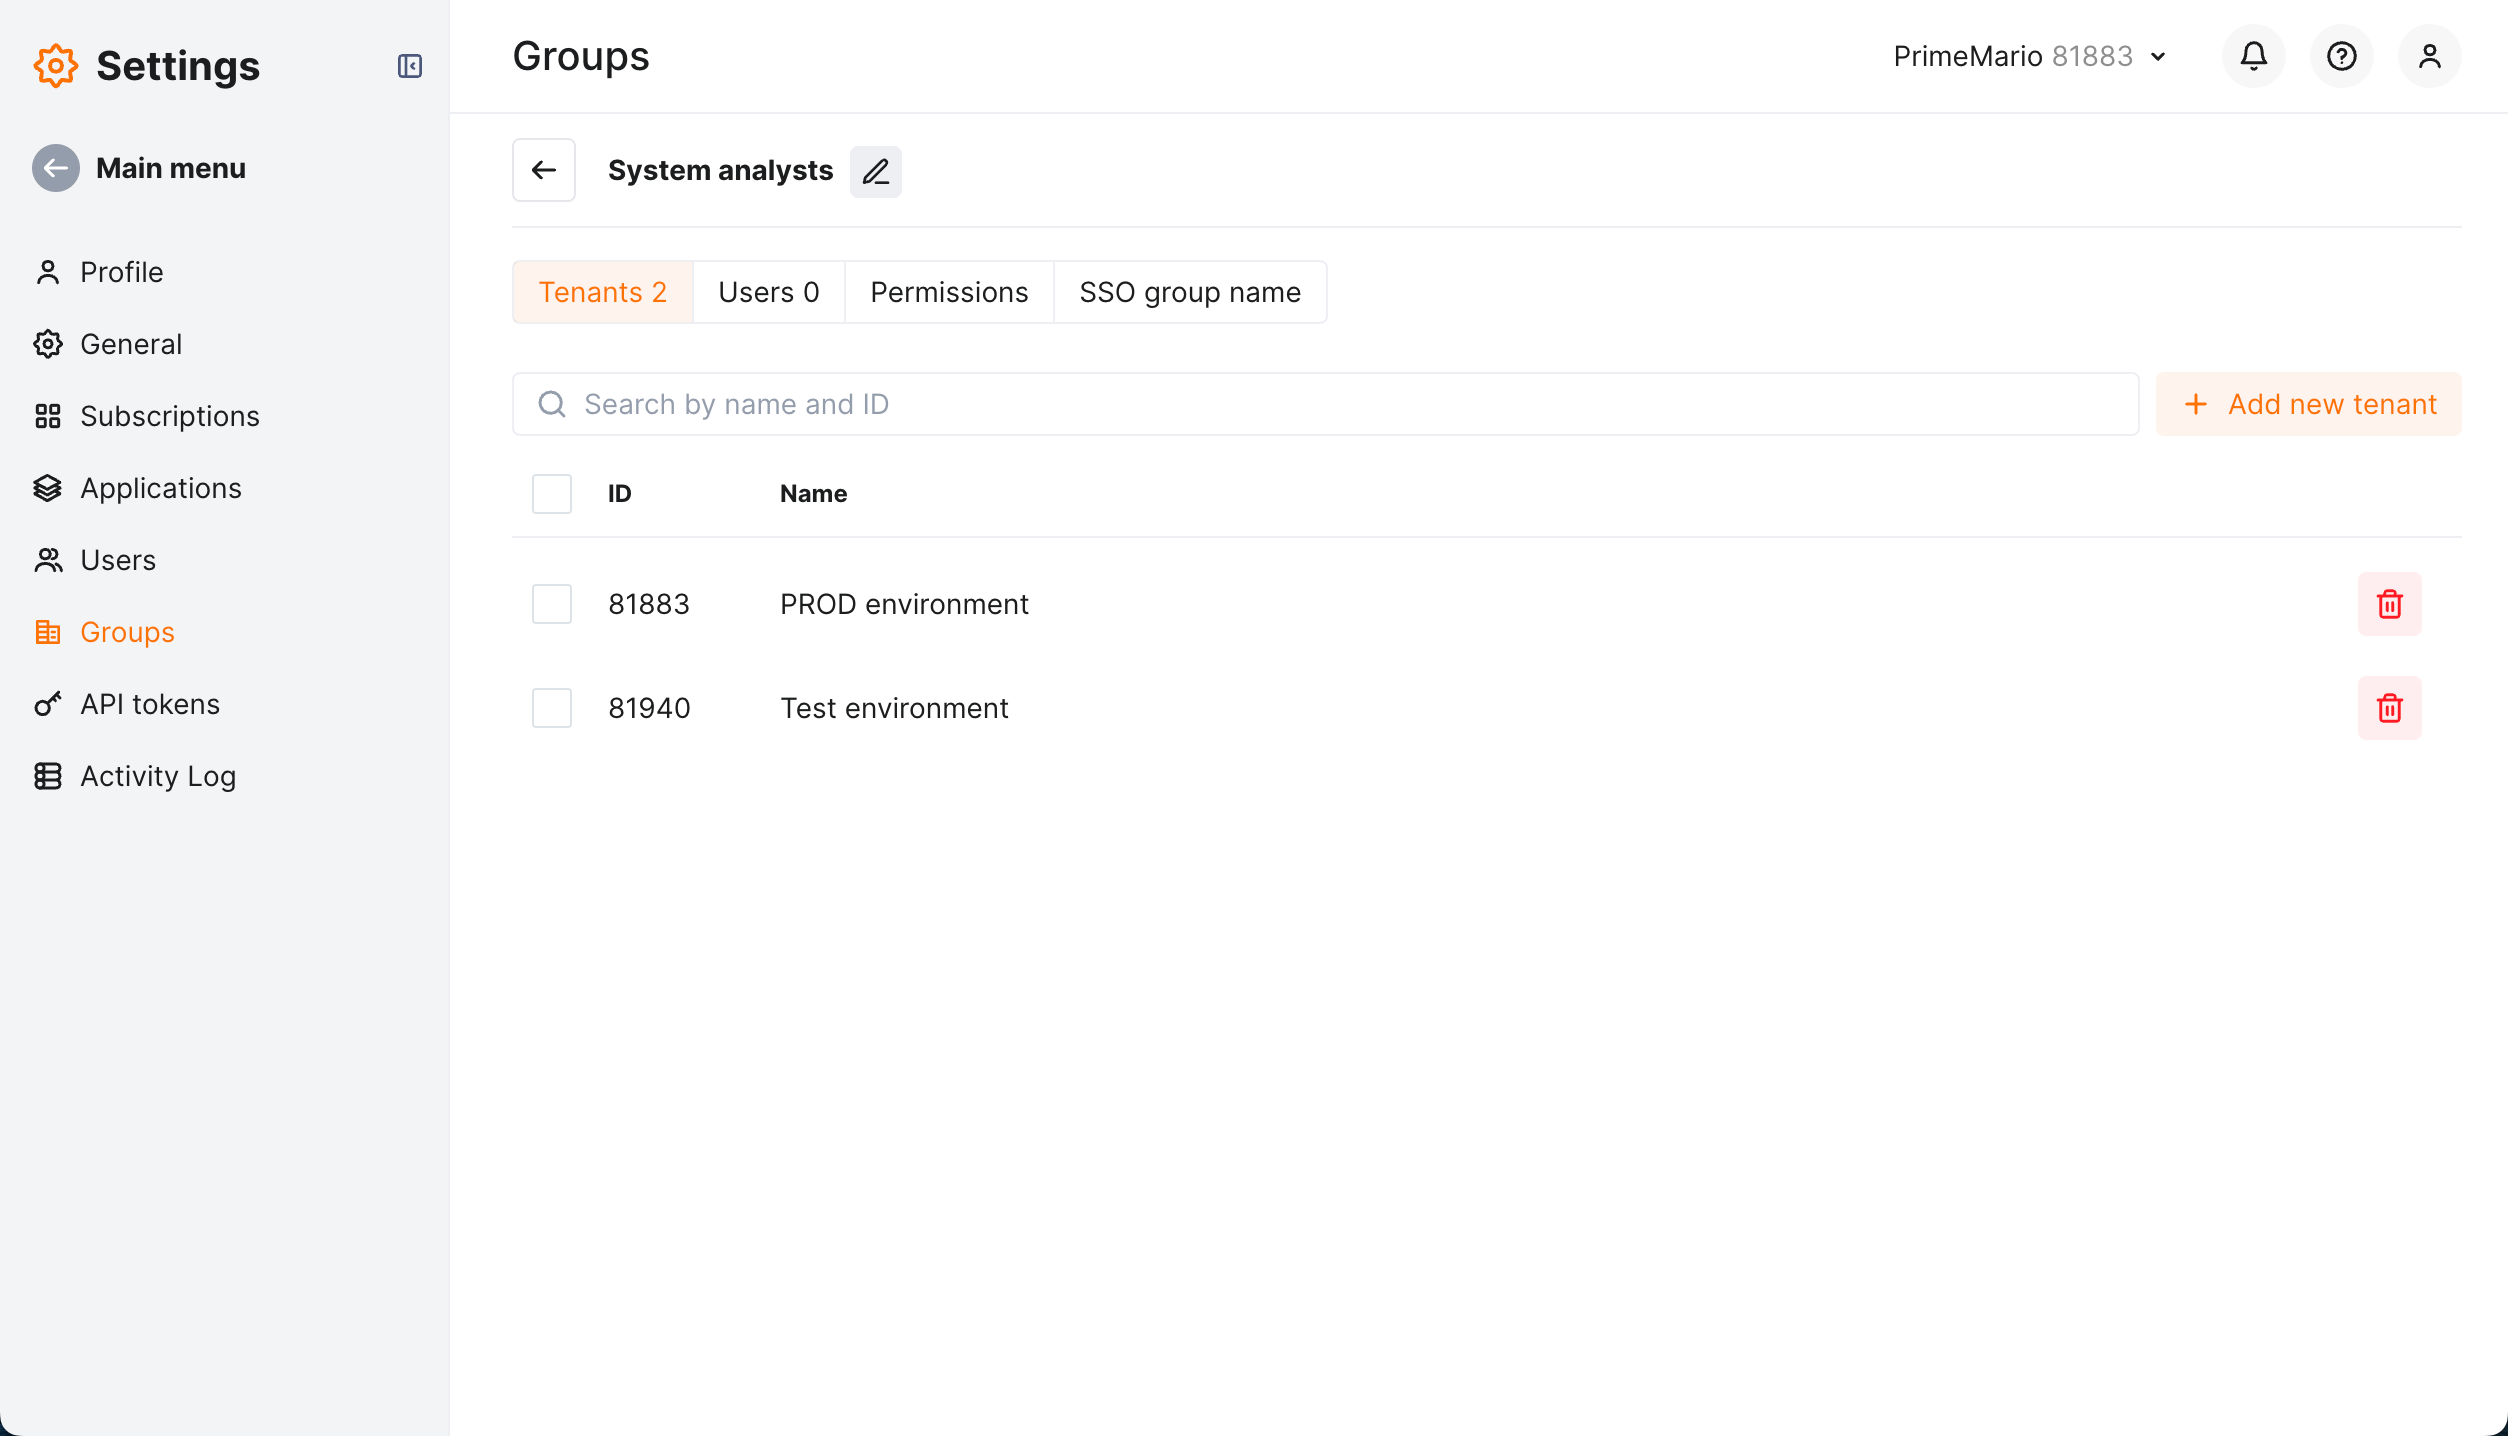 Settings
Main menu
Profile
General
Subscriptions
Applications
Users
Groups
API tokens
Activity Log
Groups
PrimeMario 81883
System analysts
Tenants 2
Users 0
Permissions
SSO group name
Search by name and ID
Add new tenant
ID Name
81883 PROD environment
81940 Test environment